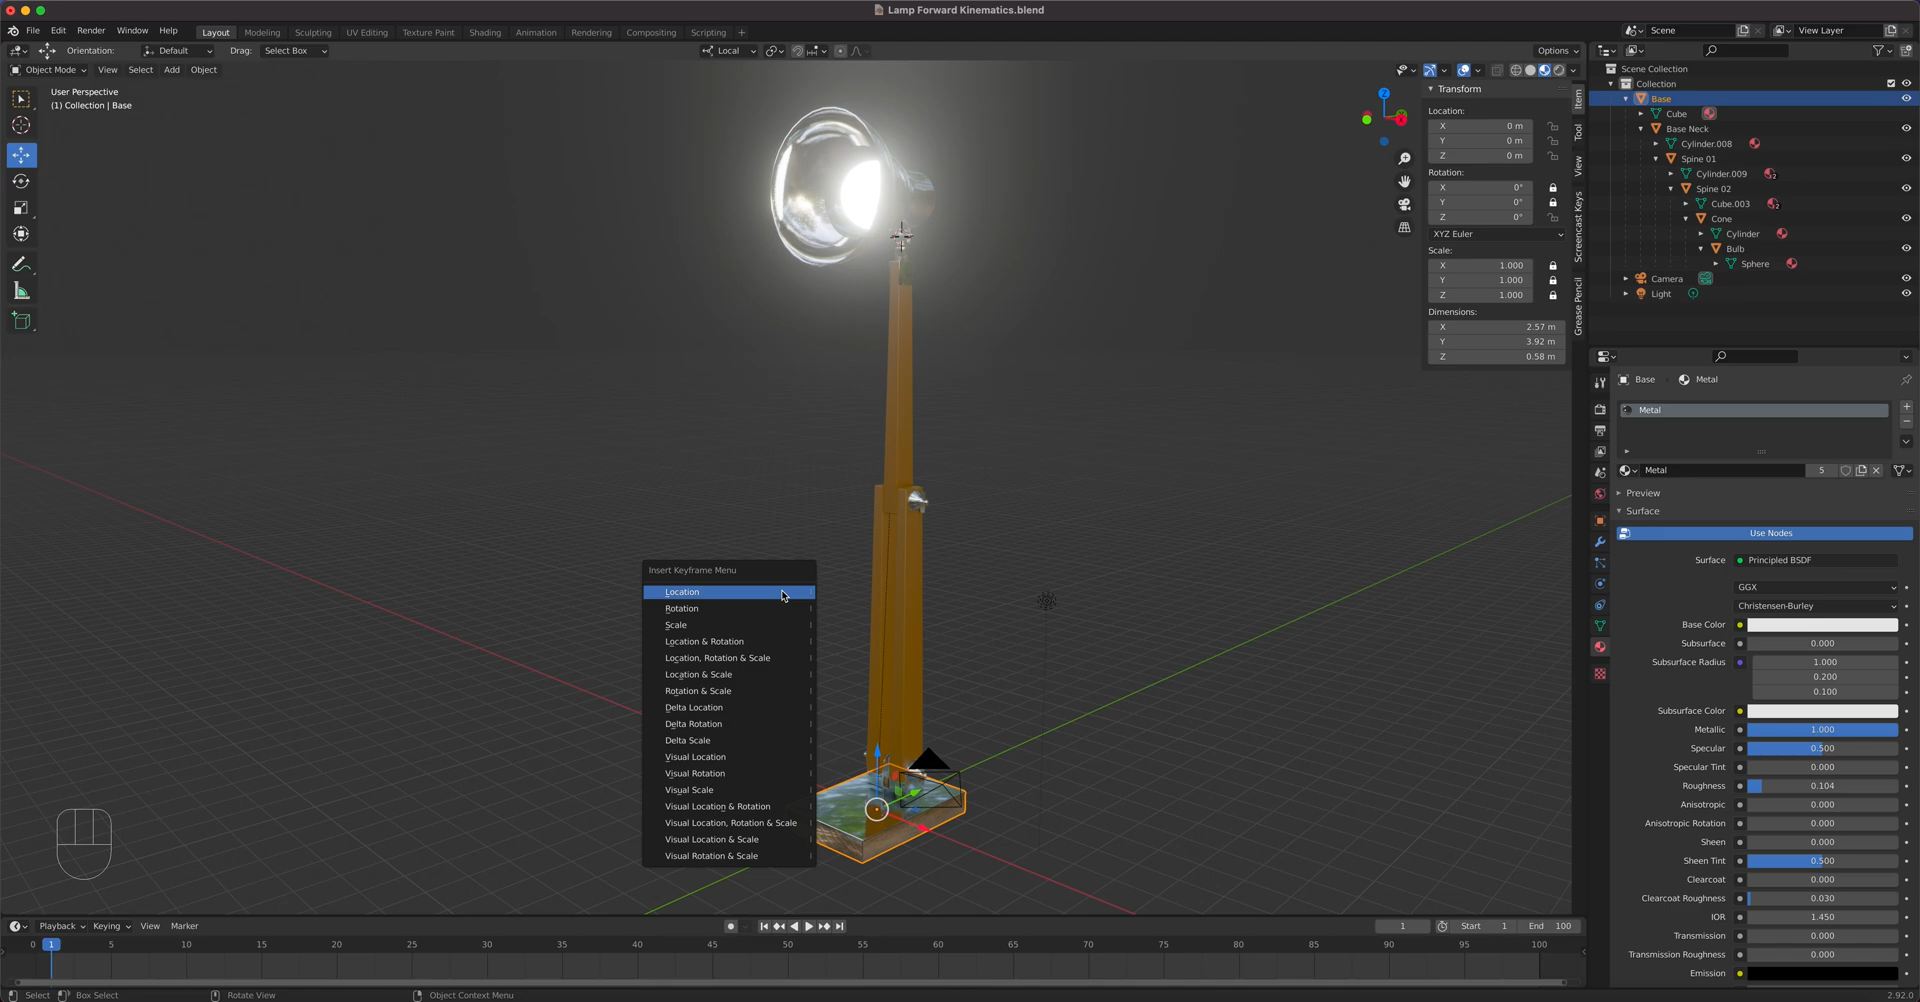 Lamp Forward Kinematics.blend
File Edit Render Window Help Layout Modeling Sculpting UV Editing Texture Paint Shading Animation Rendering Compositing Scripting + Scene View Layer
Orientation: Default Drag: Select Box Local Options
Object Mode View Select Add Object
User Perspective
(1) Collection | Base
Transform
Location:
X 0 m
Y 0 m
Z 0 m
Rotation:
X 0°
Y 0°
Z 0°
XYZ Euler
Scale:
X 1.000
Y 1.000
Z 1.000
Dimensions:
X 2.57 m
Y 3.92 m
Z 0.58 m
Item
Tool
View
Screencast Keys
Grease Pencil
Z
Scene Collection
Collection
Base
Cube
Base Neck
Cylinder.008
Spine 01
Cylinder.009 2
Spine 02
Cube.003 2
Cone
Cylinder
Bulb
Sphere
Camera
Light
Base Metal
Metal
Metal 5
Preview
Surface
Use Nodes
Surface Principled BSDF
GGX
Christensen-Burley
Base Color
Subsurface 0.000
Subsurface Radius 1.000
0.200
0.100
Subsurface Color
Metallic 1.000
Specular 0.500
Specular Tint 0.000
Roughness 0.104
Anisotropic 0.000
Anisotropic Rotation 0.000
Sheen 0.000
Sheen Tint 0.500
Clearcoat 0.000
Clearcoat Roughness 0.030
IOR 1.450
Transmission 0.000
Transmission Roughness 0.000
Emission
Insert Keyframe Menu
Location I
Rotation I
Scale I
Location & Rotation I
Location, Rotation & Scale I
Location & Scale I
Rotation & Scale I
Delta Location I
Delta Rotation I
Delta Scale I
Visual Location I
Visual Rotation I
Visual Scale I
Visual Location & Rotation I
Visual Location, Rotation & Scale I
Visual Location & Scale I
Visual Rotation & Scale I
Playback Keying View Marker 1 Start 1 End 100
0 1 5 10 15 20 25 30 35 40 45 50 55 60 65 70 75 80 85 90 95 100
Select Box Select Rotate View Object Context Menu 2.92.0